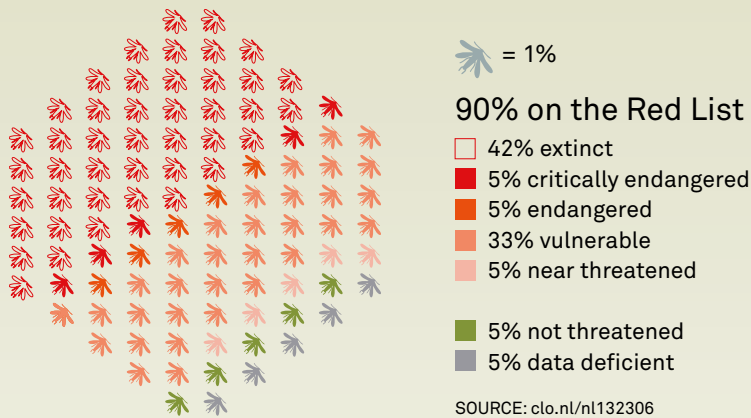 = 1%
90% on the Red List
42% extinct
5% critically endangered
5% endangered
33% vulnerable
5% near threatened
5% not threatened
5% data deficient
SOURCE: clo.nl/nl132306